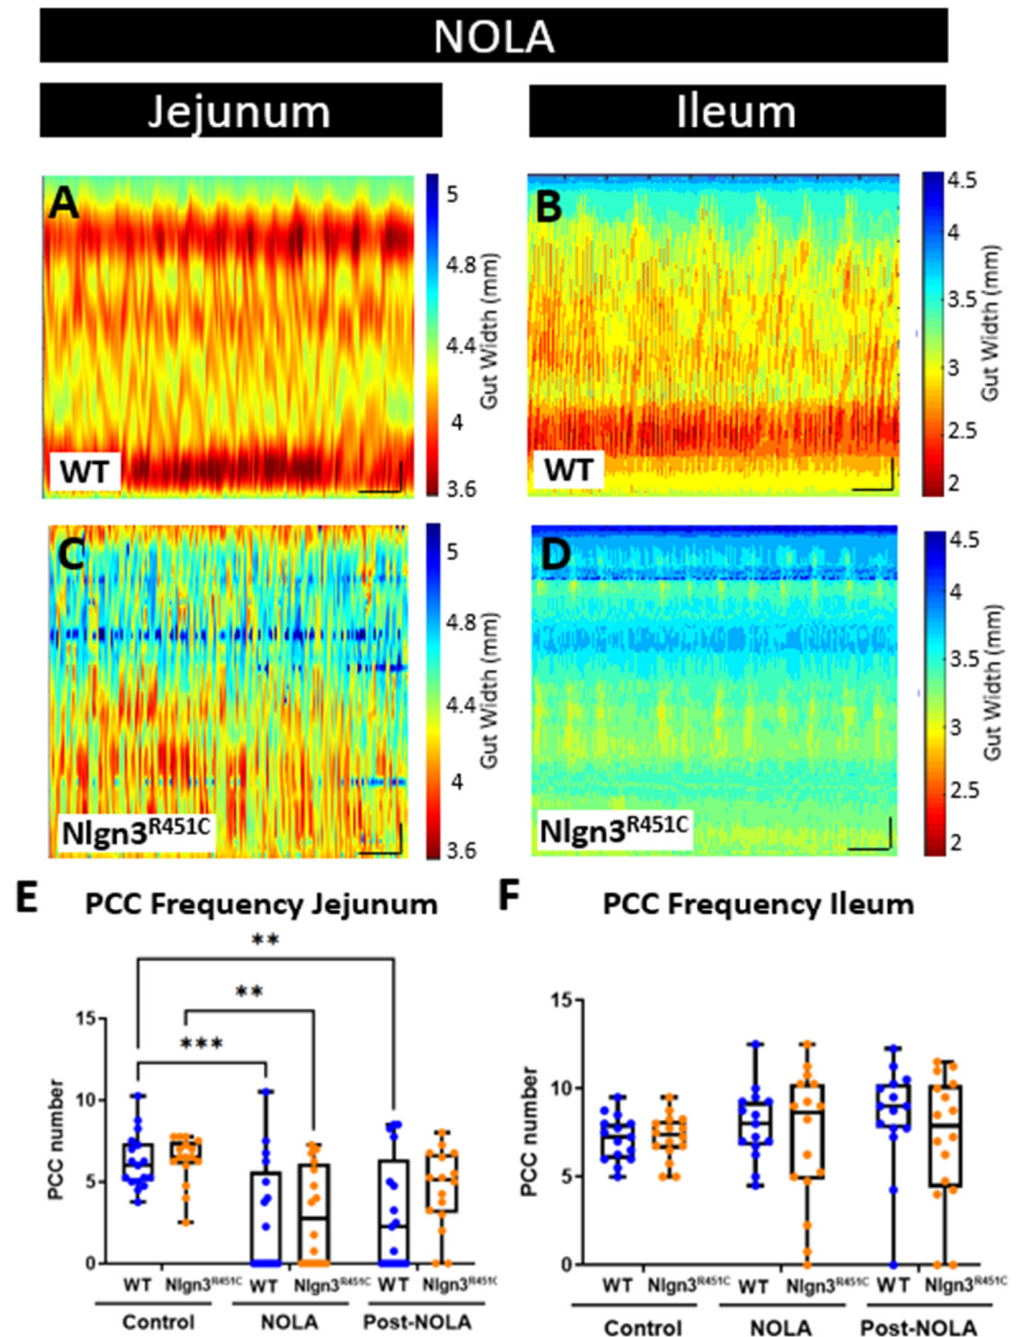 NOLA
Jejunum
Ileum
A
WT
5
4.8
4.4
4
3.6
Gut Width (mm)
B
WT
4.5
4
3.5
3
2.5
2
Gut Width (mm)
C
Nlgn3R451C
5
4.8
4.4
4
3.6
Gut Width (mm)
D
Nlgn3R451C
4.5
4
3.5
3
2.5
2
Gut Width (mm)
E
PCC Frequency Jejunum
**
**
***
15
10
5
0
PCC number
WT Nlgn3R451C WT Nlgn3R451C WT Nlgn3R451C
Control NOLA Post-NOLA
F
PCC Frequency Ileum
15
10
5
0
PCC number
WT Nlgn3R451C WT Nlgn3R451C WT Nlgn3R451C
Control NOLA Post-NOLA